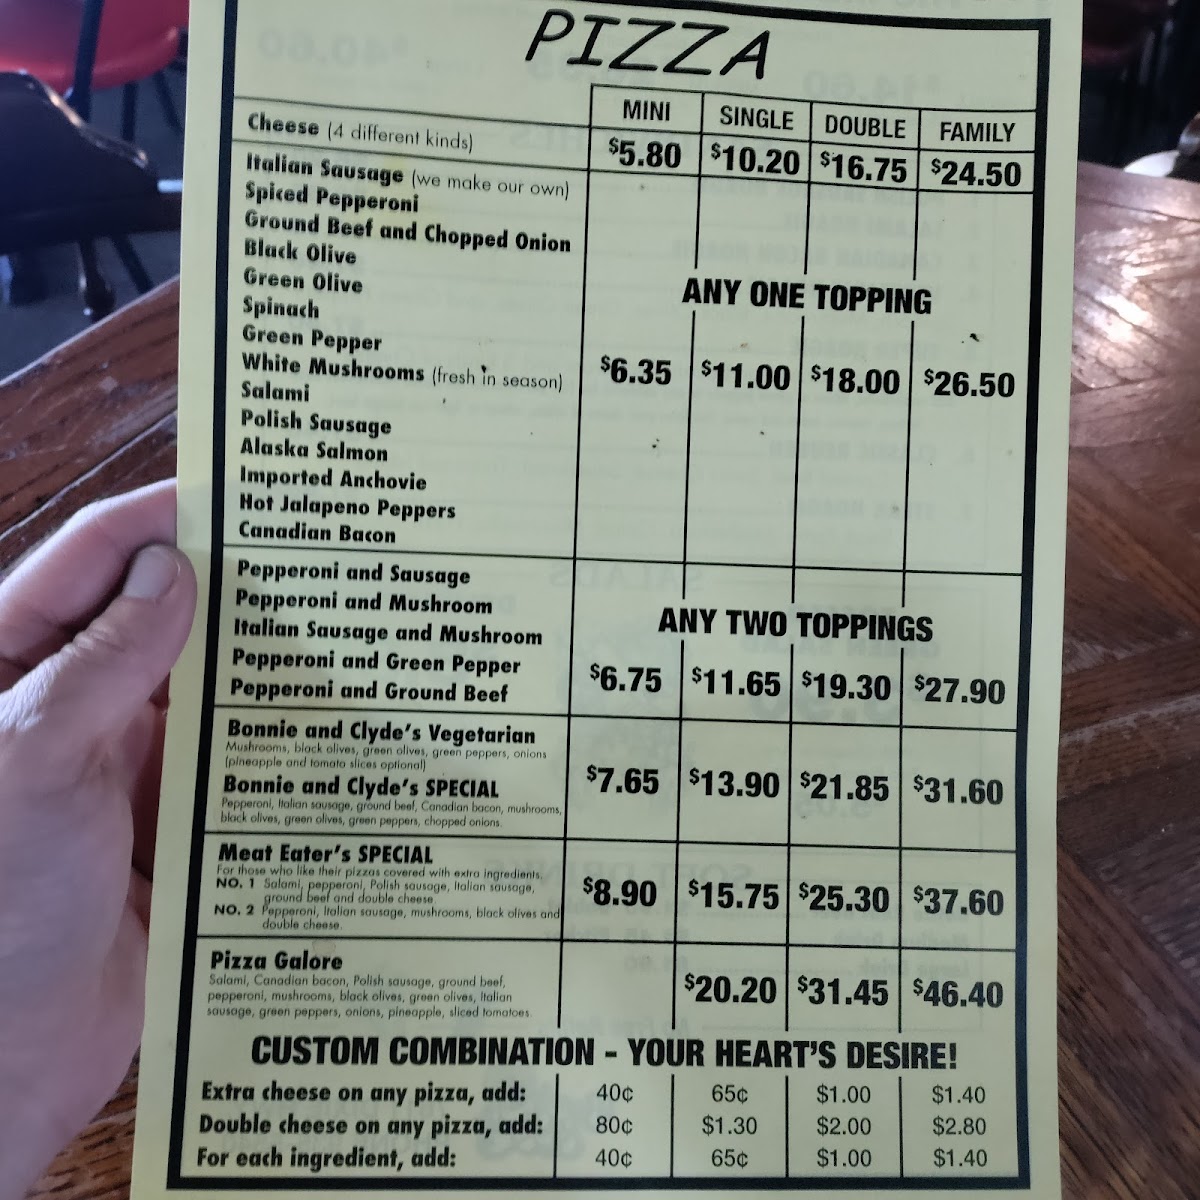 PIZZA
MINI SINGLE DOUBLE FAMILY
Cheese (4 different kinds) $5.80 $10.20 $16.75 $24.50
Italian Sausage (we make our own)
Spiced Pepperoni
Ground Beef and Chopped Onion
Black Olive
Green Olive
ANY ONE TOPPING
Spinach
Green Pepper
White Mushrooms (fresh in season) $6.35 $11.00 $18.00 $26.50
Salami
Polish Sausage
Alaska Salmon
Imported Anchovie
Hot Jalapeno Peppers
Canadian Bacon
Pepperoni and Sausage
Pepperoni and Mushroom
ANY TWO TOPPINGS
Italian Sausage and Mushroom
Pepperoni and Green Pepper $6.75 $11.65 $19.30 $27.90
Pepperoni and Ground Beef
Bonnie and Clyde's Vegetarian
Mushrooms, black olives, green olives, green peppers, onions
(pineapple and tomato slices optional)
Bonnie and Clyde's SPECIAL $7.65 $13.90 $21.85 $31.60
Pepperoni, Italian sausage, ground beef, Canadian bacon, mushrooms,
black olives, green olives, green peppers, chopped onions.
Meat Eater's SPECIAL
For those who like their pizzas covered with extra ingredients.
NO. 1 Salami, pepperoni, Polish sausage, Italian sausage,
ground beef and double cheese. $8.90 $15.75 $25.30 $37.60
NO. 2 Pepperoni, Italian sausage, mushrooms, black olives and
double cheese.
Pizza Galore
Salami, Canadian bacon, Polish sausage, ground beef,
pepperoni, mushrooms, black olives, green olives, Italian
sausage, green peppers, onions, pineapple, sliced tomatoes. $20.20 $31.45 $46.40
CUSTOM COMBINATION - YOUR HEART'S DESIRE!
Extra cheese on any pizza, add: 40¢ 65¢ $1.00 $1.40
Double cheese on any pizza, add: 80¢ $1.30 $2.00 $2.80
For each ingredient, add: 40¢ 65¢ $1.00 $1.40